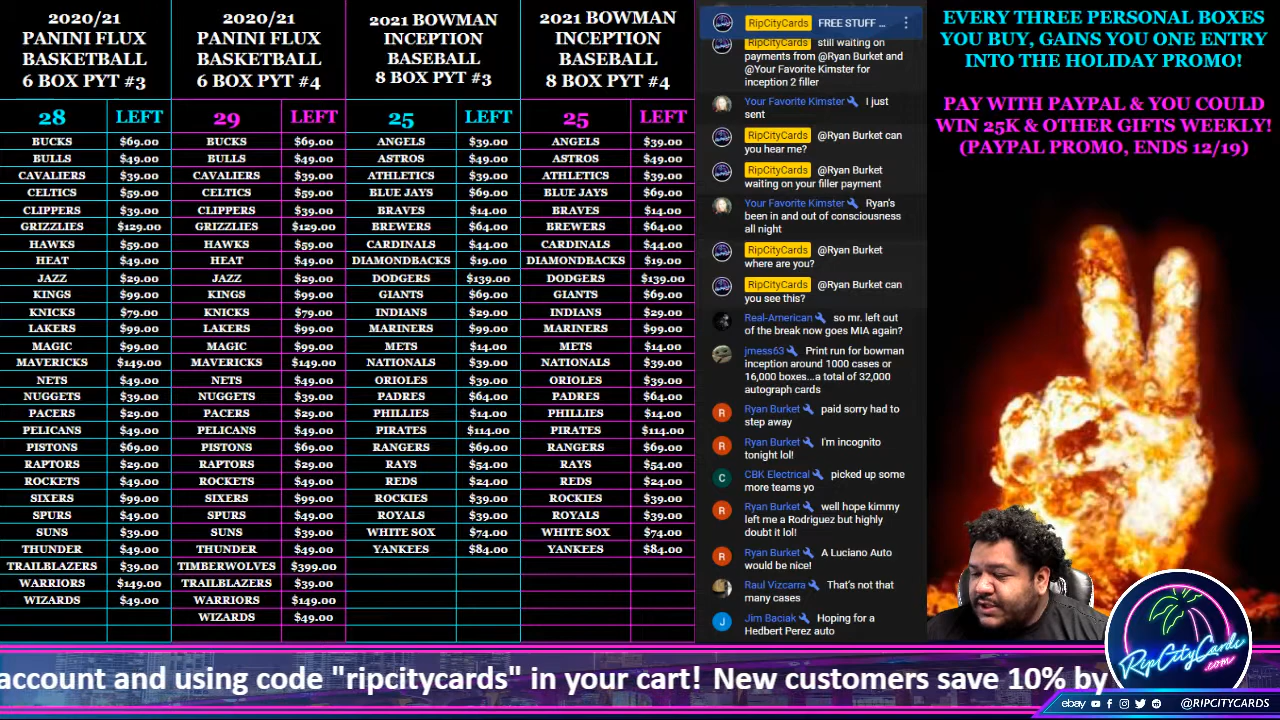 2020/21
PANINI FLUX
BASKETBALL
6 BOX PYT #3
28 LEFT
BUCKS $69.00
BULLS $49.00
CAVALIERS $39.00
CELTICS $59.00
CLIPPERS $39.00
GRIZZLIES $129.00
HAWKS $59.00
HEAT $49.00
JAZZ $29.00
KINGS $99.00
KNICKS $79.00
LAKERS $99.00
MAGIC $99.00
MAVERICKS $149.00
NETS $49.00
NUGGETS $39.00
PACERS $29.00
PELICANS $49.00
PISTONS $69.00
RAPTORS $29.00
ROCKETS $49.00
SIXERS $99.00
SPURS $49.00
SUNS $39.00
THUNDER $49.00
TRAILBLAZERS $39.00
WARRIORS $149.00
WIZARDS $49.00
2020/21
PANINI FLUX
BASKETBALL
6 BOX PYT #4
29 LEFT
BUCKS $69.00
BULLS $49.00
CAVALIERS $39.00
CELTICS $59.00
CLIPPERS $39.00
GRIZZLIES $129.00
HAWKS $59.00
HEAT $49.00
JAZZ $29.00
KINGS $99.00
KNICKS $79.00
LAKERS $99.00
MAGIC $99.00
MAVERICKS $149.00
NETS $49.00
NUGGETS $39.00
PACERS $29.00
PELICANS $49.00
PISTONS $69.00
RAPTORS $29.00
ROCKETS $49.00
SIXERS $99.00
SPURS $49.00
SUNS $39.00
THUNDER $49.00
TIMBERWOLVES $399.00
TRAILBLAZERS $39.00
WARRIORS $149.00
WIZARDS $49.00
2021 BOWMAN
INCEPTION
BASEBALL
8 BOX PYT #3
25 LEFT
ANGELS $39.00
ASTROS $49.00
ATHLETICS $39.00
BLUE JAYS $69.00
BRAVES $14.00
BREWERS $64.00
CARDINALS $44.00
DIAMONDBACKS $19.00
DODGERS $139.00
GIANTS $69.00
INDIANS $29.00
MARINERS $99.00
METS $14.00
NATIONALS $39.00
ORIOLES $39.00
PADRES $64.00
PHILLIES $14.00
PIRATES $114.00
RANGERS $69.00
RAYS $54.00
REDS $24.00
ROCKIES $39.00
ROYALS $39.00
WHITE SOX $74.00
YANKEES $84.00
2021 BOWMAN
INCEPTION
BASEBALL
8 BOX PYT #4
25 LEFT
ANGELS $39.00
ASTROS $49.00
ATHLETICS $39.00
BLUE JAYS $69.00
BRAVES $14.00
BREWERS $64.00
CARDINALS $44.00
DIAMONDBACKS $19.00
DODGERS $139.00
GIANTS $69.00
INDIANS $29.00
MARINERS $99.00
METS $14.00
NATIONALS $39.00
ORIOLES $39.00
PADRES $64.00
PHILLIES $14.00
PIRATES $114.00
RANGERS $69.00
RAYS $54.00
REDS $24.00
ROCKIES $39.00
ROYALS $39.00
WHITE SOX $74.00
YANKEES $84.00
RipCityCards FREE STUFF ...
RipCityCards still waiting on
payments from @Ryan Burket and
@Your Favorite Kimster for
inception 2 filler
Your Favorite Kimster I just
sent
RipCityCards @Ryan Burket can
you hear me?
RipCityCards @Ryan Burket
waiting on your filler payment
Your Favorite Kimster Ryan's
been in and out of consciousness
all night
RipCityCards @Ryan Burket
where are you?
RipCityCards @Ryan Burket can
you see this?
Real-American so mr. left out
of the break now goes MIA again?
jmess63 Print run for bowman
inception around 1000 cases or
16,000 boxes...a total of 32,000
autograph cards
R Ryan Burket paid sorry had to
step away
R Ryan Burket I'm incognito
tonight lol!
C CBK Electrical picked up some
more teams yo
R Ryan Burket well hope kimmy
left me a Rodriguez but highly
doubt it lol!
R Ryan Burket A Luciano Auto
would be nice!
Raul Vizcarra That's not that
many cases
J Jim Baciak Hoping for a
Hedbert Perez auto
EVERY THREE PERSONAL BOXES
YOU BUY, GAINS YOU ONE ENTRY
INTO THE HOLIDAY PROMO!
PAY WITH PAYPAL & YOU COULD
WIN 25K & OTHER GIFTS WEEKLY!
(PAYPAL PROMO, ENDS 12/19)
RipCityCards
.com
account and using code "ripcitycards" in your cart! New customers save 10% by
ebay @RIPCITYCARDS